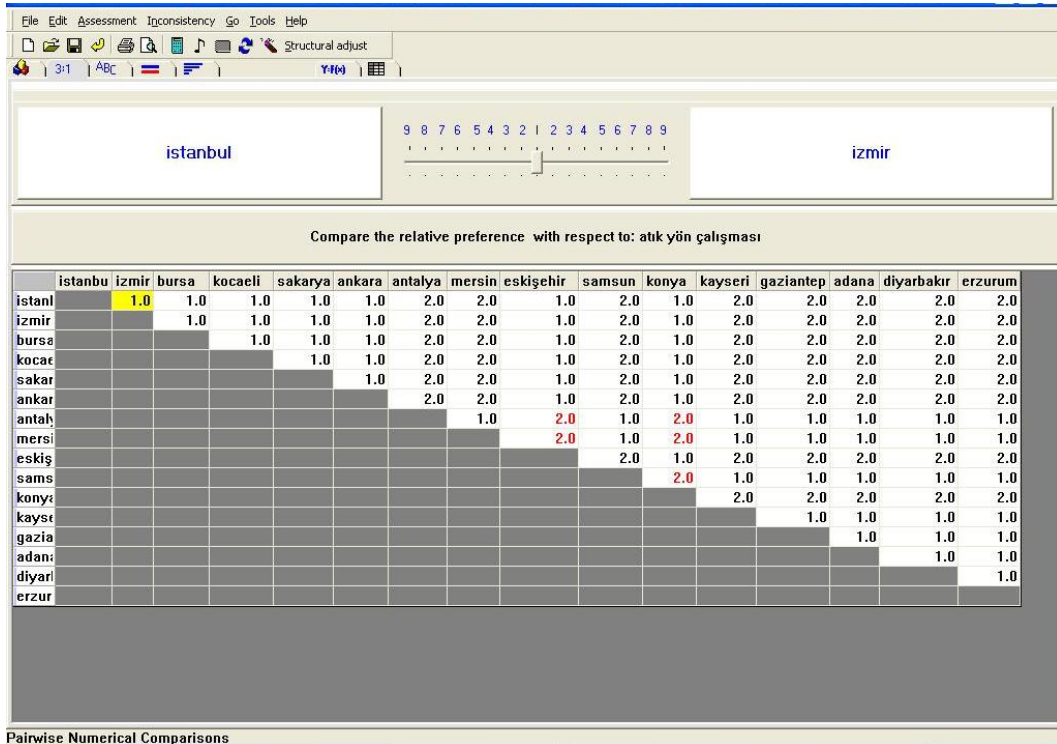 File Edit Assessment Inconsistency Go Tools Help
Structural adjust
3:1 ABC Y=F(x)
9 8 7 6 5 4 3 2 1 2 3 4 5 6 7 8 9
istanbul izmir
Compare the relative preference with respect to: atık yön çalışması
istanbu izmir bursa kocaeli sakarya ankara antalya mersin eskişehir samsun konya kayseri gaziantep adana diyarbakır erzurum
istanl 1.0 1.0 1.0 1.0 1.0 2.0 2.0 1.0 2.0 1.0 2.0 2.0 2.0 2.0 2.0
izmir 1.0 1.0 1.0 1.0 2.0 2.0 1.0 2.0 1.0 2.0 2.0 2.0 2.0 2.0
bursa 1.0 1.0 1.0 2.0 2.0 1.0 2.0 1.0 2.0 2.0 2.0 2.0 2.0
kocae 1.0 1.0 2.0 2.0 1.0 2.0 1.0 2.0 2.0 2.0 2.0 2.0
sakar 1.0 2.0 2.0 1.0 2.0 1.0 2.0 2.0 2.0 2.0 2.0
ankar 2.0 2.0 1.0 2.0 1.0 2.0 2.0 2.0 2.0 2.0
antaly 1.0 2.0 1.0 2.0 1.0 1.0 1.0 1.0 1.0
mersi 2.0 1.0 2.0 1.0 1.0 1.0 1.0 1.0
eskiş 2.0 1.0 2.0 2.0 2.0 2.0 2.0
sams 2.0 1.0 1.0 1.0 1.0 1.0
konya 2.0 2.0 2.0 2.0 2.0
kayse 1.0 1.0 1.0 1.0
gazia 1.0 1.0 1.0
adana 1.0 1.0
diyarl 1.0
erzur
Pairwise Numerical Comparisons